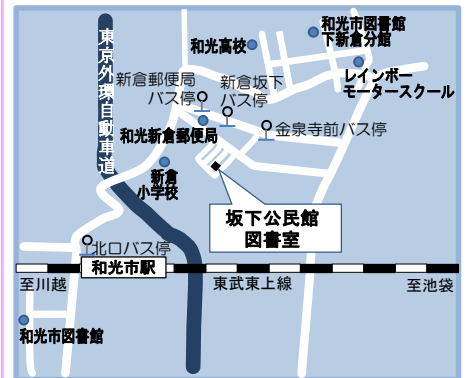 和光市図書館
下新倉分館
和光高校
レインボー
モータースクール
東京外環自動車道
新倉郵便局
バス停
新倉坂下
バス停
金泉寺前バス停
和光新倉郵便局
新倉
小学校
坂下公民館
図書室
北口バス停
和光市駅
至川越
東武東上線
至池袋
和光市図書館